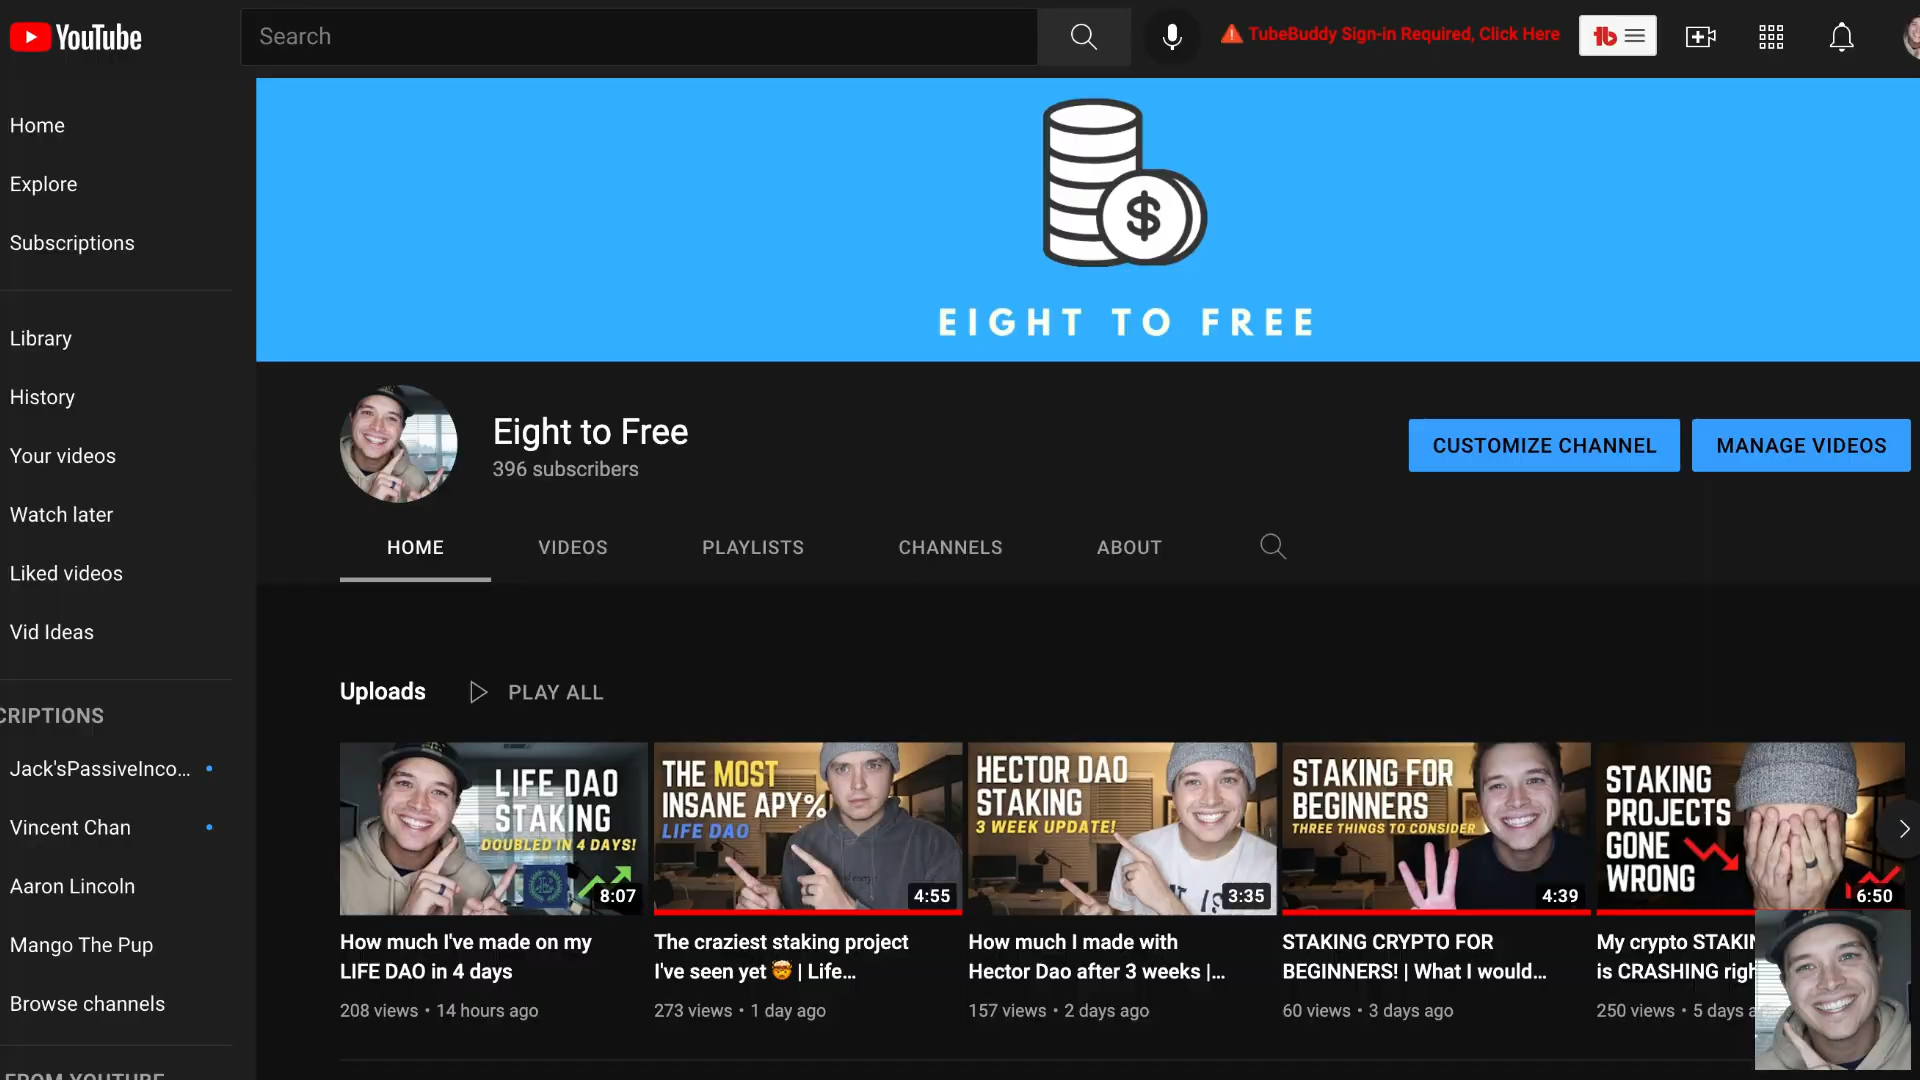 YouTube
Search
TubeBuddy Sign-in Required, Click Here
tb
Home
Explore
Subscriptions
Library
History
Your videos
Watch later
Liked videos
Vid Ideas
CRIPTIONS
Jack'sPassiveInco...
Vincent Chan
Aaron Lincoln
Mango The Pup
Browse channels
FROM YOUTUBE
$
EIGHT TO FREE
Eight to Free
396 subscribers
CUSTOMIZE CHANNEL
MANAGE VIDEOS
HOME
VIDEOS
PLAYLISTS
CHANNELS
ABOUT
Uploads
PLAY ALL
LIFE DAO
STAKING
DOUBLED IN 4 DAYS!
8:07
How much I've made on my
LIFE DAO in 4 days
208 views • 14 hours ago
THE MOST
INSANE APY%
LIFE DAO
4:55
The craziest staking project
I've seen yet 🤯 | Life...
273 views • 1 day ago
HECTOR DAO
STAKING
3 WEEK UPDATE!
3:35
How much I made with
Hector Dao after 3 weeks |...
157 views • 2 days ago
STAKING FOR
BEGINNERS
THREE THINGS TO CONSIDER
4:39
STAKING CRYPTO FOR
BEGINNERS! | What I would...
60 views • 3 days ago
STAKING
PROJECTS
GONE
WRONG
6:50
My crypto STAKIN
is CRASHING righ
250 views • 5 days a